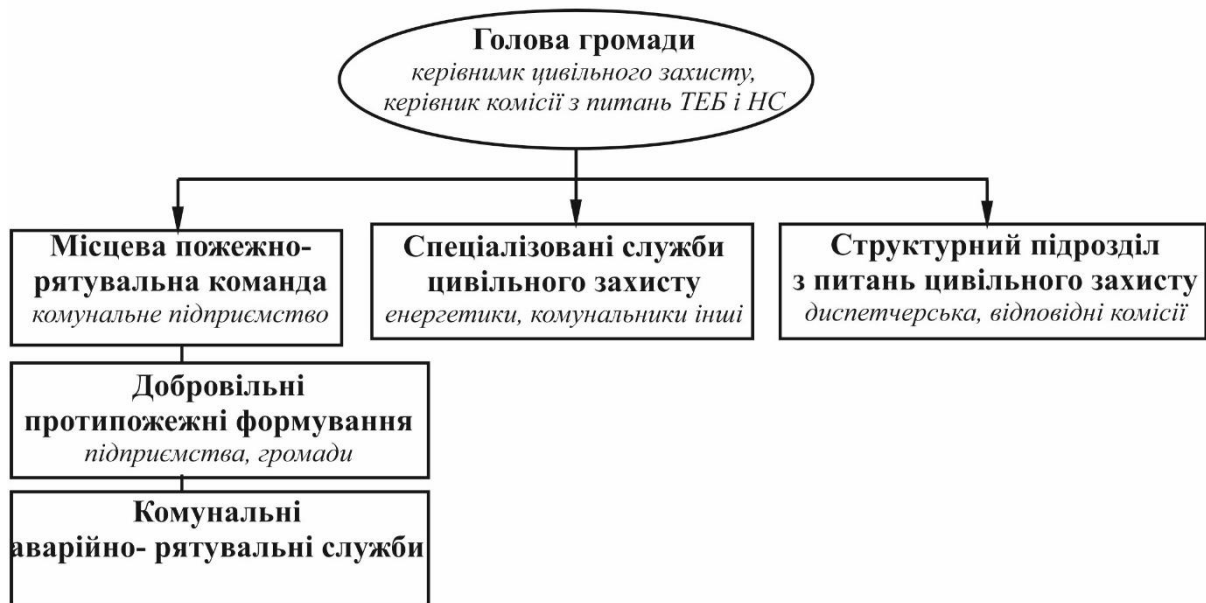 Голова громади
керівнимк цивільного захисту,
керівник комісії з питань ТЕБ і НС
Місцева пожежно-
рятувальна команда
комунальне підприємство
Спеціалізовані служби
цивільного захисту
енергетики, комунальники інші
Структурний підрозділ
з питань цивільного захисту
диспетчерська, відповідні комісії
Добровільні
протипожежні формування
підприємства, громади
Комунальні
аварійно- рятувальні служби